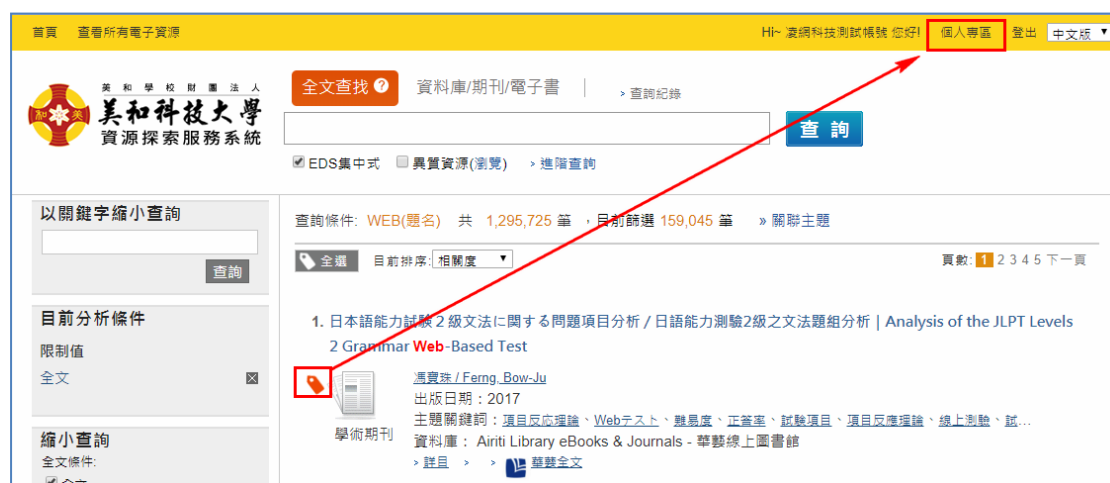 首頁 查看所有電子資源
Hi~ 凌網科技測試帳號 您好! 個人專區 登出 中文版
美和學校財團法人
美和科技大學
資源探索服務系統
全文查找 ? 資料庫/期刊/電子書 | › 查詢紀錄
查 詢
EDS集中式 異質資源(瀏覽) › 進階查詢
以關鍵字縮小查詢
查詢
查詢條件: WEB(題名) 共 1,295,725 筆 ，目前篩選 159,045 筆 » 關聯主題
全選 目前排序: 相關度
頁數: 1 2 3 4 5 下一頁
目前分析條件
限制值
全文
縮小查詢
全文條件:
全文
1. 日本語能力試験２級文法に関する問題項目分析 / 日語能力測驗2級之文法題組分析 | Analysis of the JLPT Levels
2 Grammar Web-Based Test
馮寶珠 / Ferng, Bow-Ju
出版日期：2017
主題關鍵詞：項目反応理論、Webテスト、難易度、正答率、試験項目、項目反應理論、線上測驗、試...
學術期刊
資料庫： Airiti Library eBooks & Journals - 華藝線上圖書館
› 詳目 › › 華藝全文